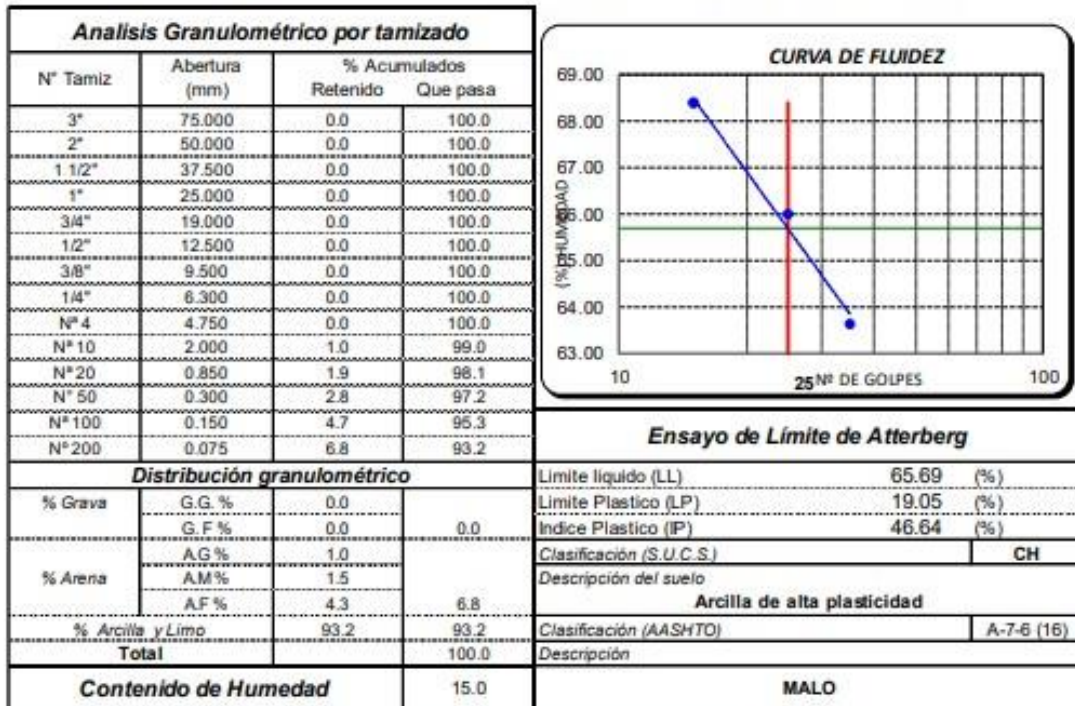 Analisis Granulométrico por tamizado
N° Tamiz Abertura (mm) % Acumulados
Retenido Que pasa
3" 75.000 0.0 100.0
2" 50.000 0.0 100.0
1 1/2" 37.500 0.0 100.0
1" 25.000 0.0 100.0
3/4" 19.000 0.0 100.0
1/2" 12.500 0.0 100.0
3/8" 9.500 0.0 100.0
1/4" 6.300 0.0 100.0
Nª 4 4.750 0.0 100.0
Nª 10 2.000 1.0 99.0
Nª 20 0.850 1.9 98.1
N° 50 0.300 2.8 97.2
Nª 100 0.150 4.7 95.3
Nª 200 0.075 6.8 93.2
Distribución granulométrico
% Grava G.G. % 0.0
G. F % 0.0 0.0
A.G % 1.0
% Arena A.M % 1.5
A.F % 4.3 6.8
% Arcilla y Limo 93.2 93.2
Total 100.0
Contenido de Humedad 15.0
CURVA DE FLUIDEZ
69.00
68.00
67.00
66.00
65.00
64.00
63.00
(%) HUMEDAD
10 25 Nº DE GOLPES 100
Ensayo de Límite de Atterberg
Limite liquido (LL) 65.69 (%)
Limite Plastico (LP) 19.05 (%)
Indice Plastico (IP) 46.64 (%)
Clasificación (S.U.C.S.) CH
Descripción del suelo
Arcilla de alta plasticidad
Clasificación (AASHTO) A-7-6 (16)
Descripción
MALO